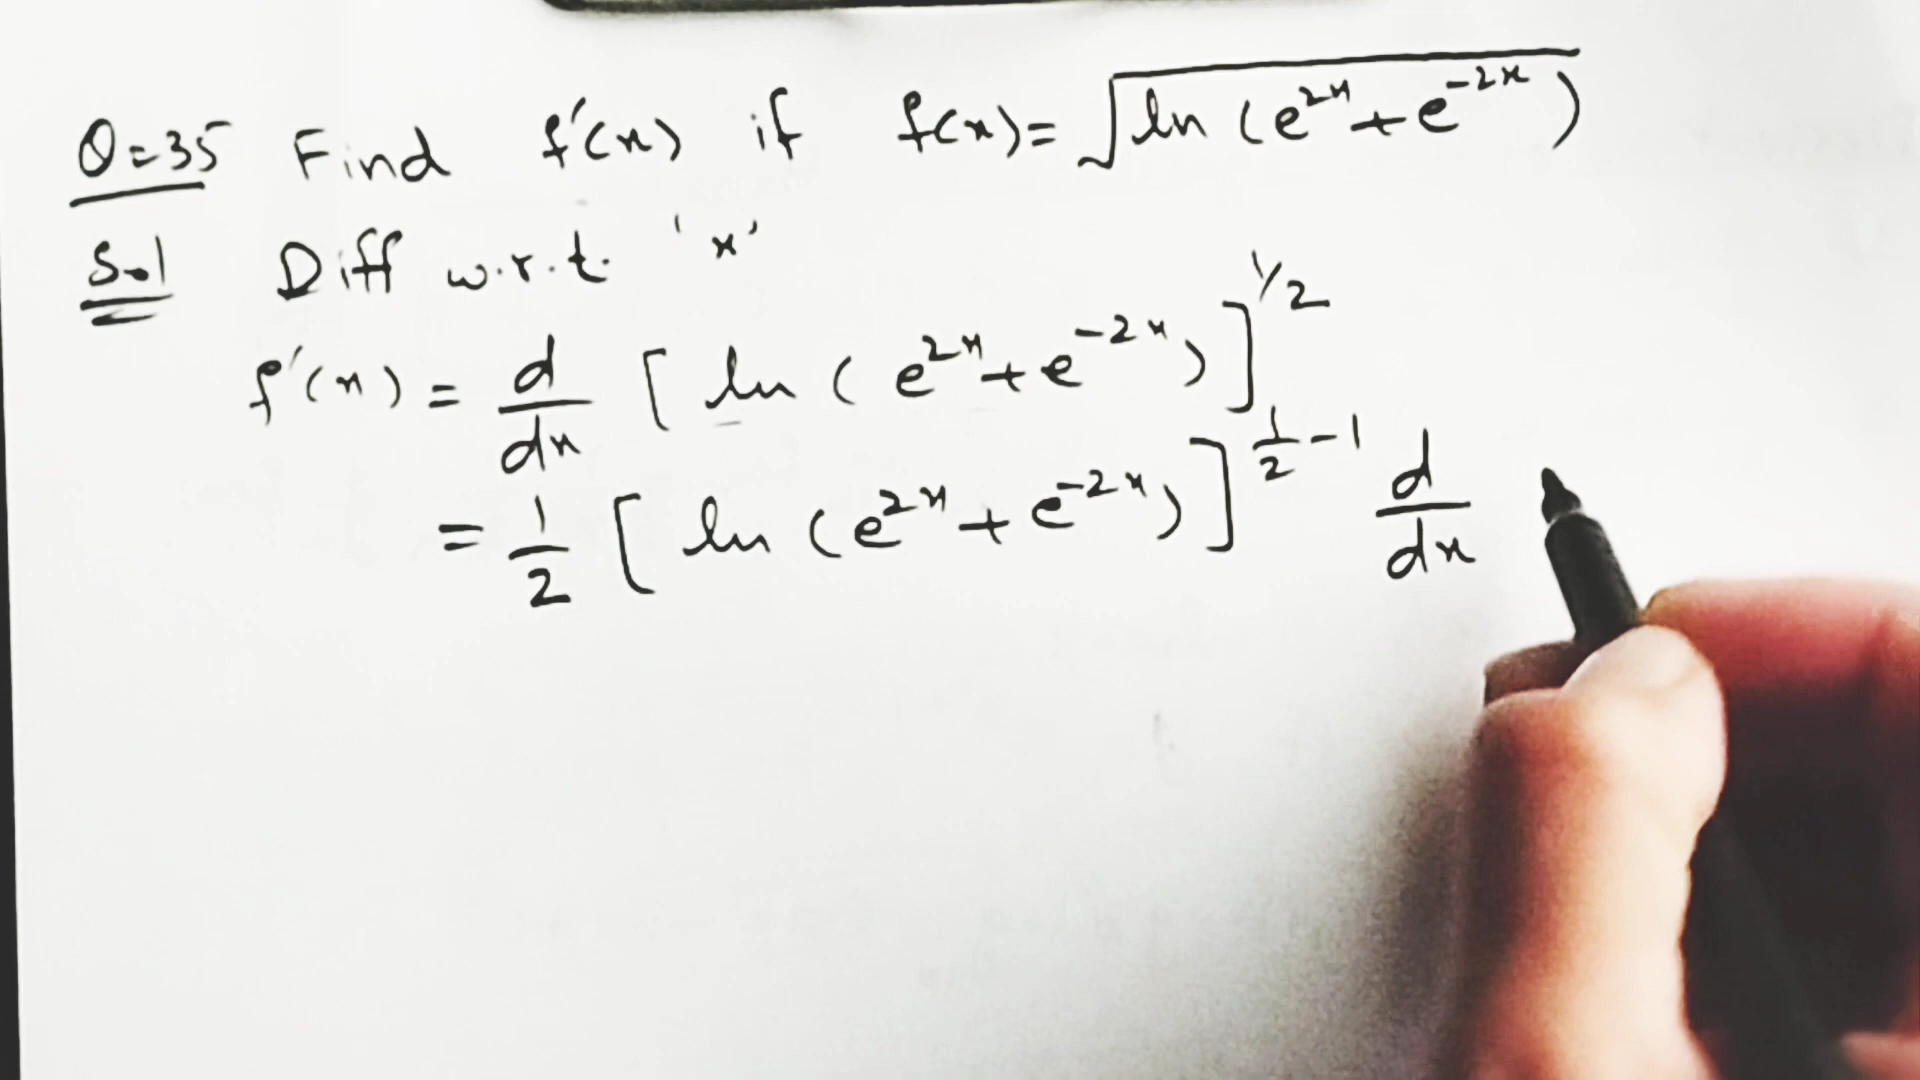 Q=35 Find f'(x) if f(x)= √ln (e^2x+e^-2x)
Sol Diff w.r.t. 'x'
f'(x) = d/dx [ ln ( e^2x+e^-2x)]^1/2
= 1/2 [ ln (e^2x+e^-2x)]^1/2-1 d/dx